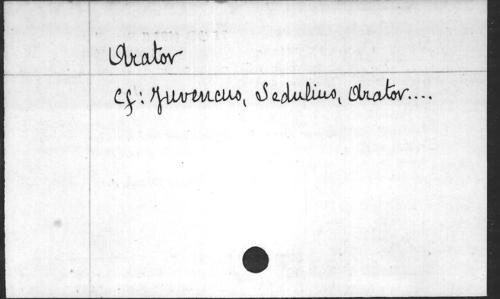 Arator
Cf: Juvencus, Sedulius, Arator....